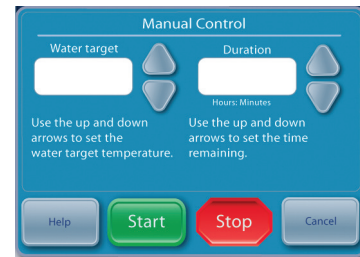 Manual Control
Water target
Duration
Hours: Minutes
Use the up and down
arrows to set the
water target temperature.
Use the up and down
arrows to set the time
remaining.
Help
Start
Stop
Cancel